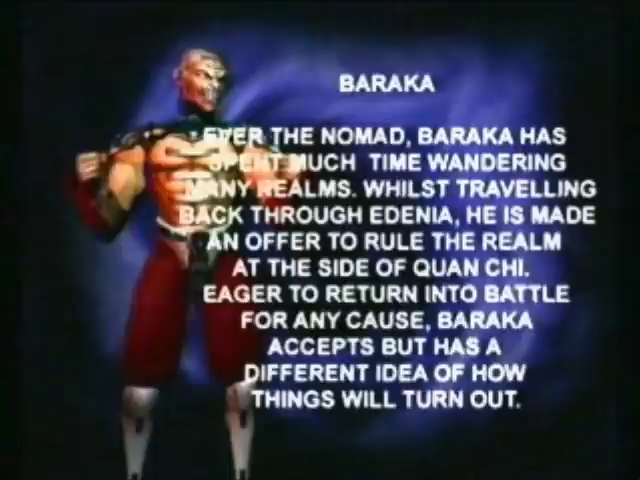 BARAKA
EVER THE NOMAD, BARAKA HAS
SPENT MUCH TIME WANDERING
MANY REALMS. WHILST TRAVELLING
BACK THROUGH EDENIA, HE IS MADE
AN OFFER TO RULE THE REALM
AT THE SIDE OF QUAN CHI.
EAGER TO RETURN INTO BATTLE
FOR ANY CAUSE, BARAKA
ACCEPTS BUT HAS A
DIFFERENT IDEA OF HOW
THINGS WILL TURN OUT.